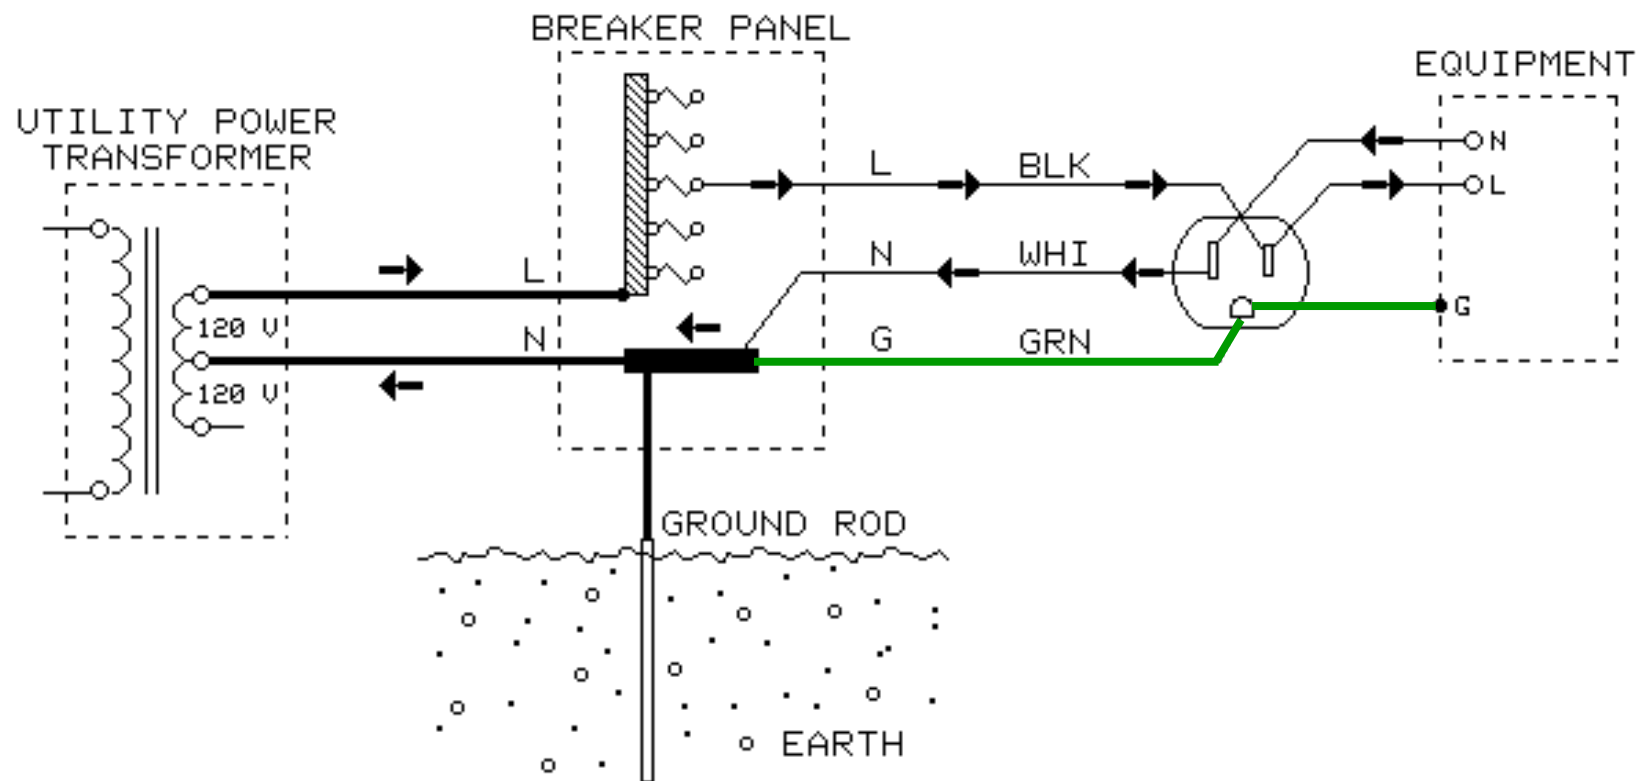 BREAKER PANEL
EQUIPMENT
UTILITY POWER
TRANSFORMER
N
L BLK
L
N WHI
L
G
120 V
N
G GRN
120 V
GROUND ROD
EARTH